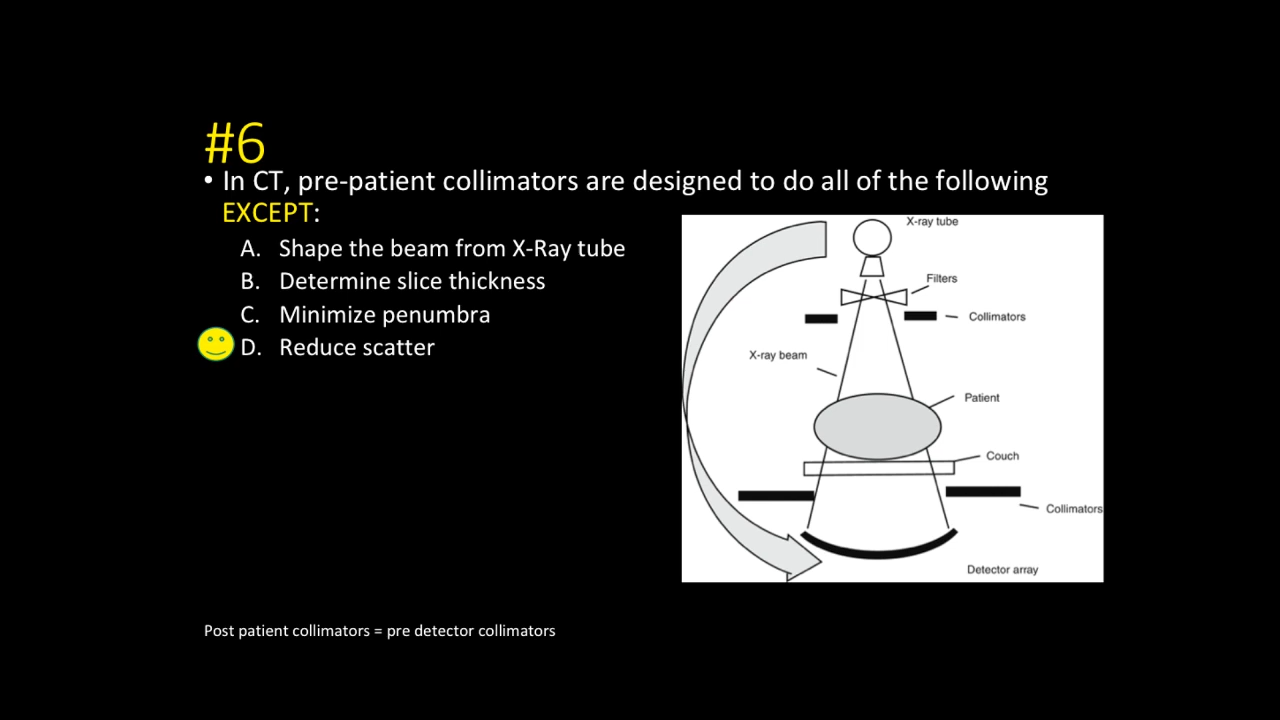 #6
• In CT, pre-patient collimators are designed to do all of the following
EXCEPT:
A. Shape the beam from X-Ray tube
B. Determine slice thickness
C. Minimize penumbra
D. Reduce scatter
X-ray tube
Filters
Collimators
X-ray beam
Patient
Couch
Collimators
Detector array
Post patient collimators = pre detector collimators